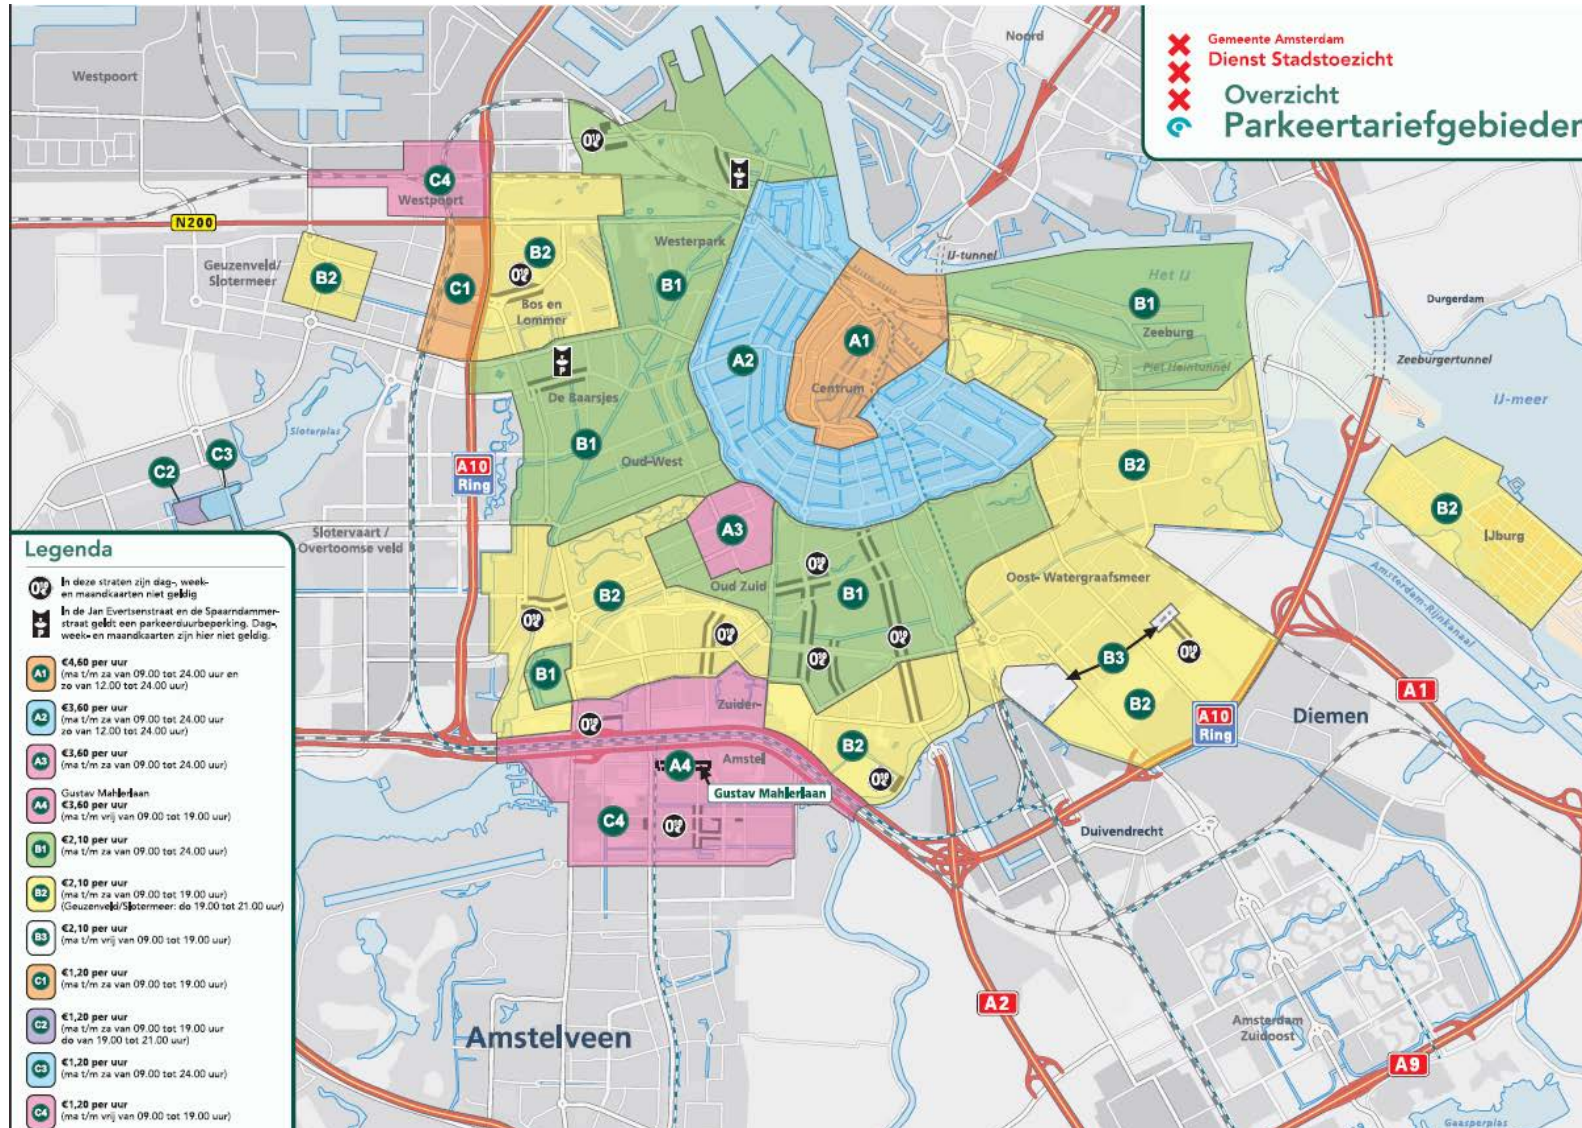 Gemeente Amsterdam
Dienst Stadstoezicht
Overzicht
Parkeertariefgebieden
Westpoort
Noord
C4
Westpoort
N200
Geuzenveld/
Slotermeer
B2
C1
B2
Bos en
Lommer
Westerpark
B1
IJ-tunnel
Het IJ
B1
Zeeburg
Piet Heintunnel
Durgerdam
Zeeburgertunnel
IJ-meer
A2
A1
Centrum
De Baarsjes
B1
Oud-West
Sloterplas
C2
C3
A10
Ring
Slotervaart /
Overtoomse veld
A3
Oud Zuid
B2
B2
B2
IJburg
Amsterdam-Rijnkanaal
Oost- Watergraafsmeer
B1
B3
B2
B1
Zuider-
Amstel
A4
Gustav Mahlerlaan
C4
B2
A10
Ring
A1
Diemen
Duivendrecht
A2
Amstelveen
Amsterdam
Zuidoost
A9
Gaasperplas
Legenda
In deze straten zijn dag-, week-
en maandkaarten niet geldig
In de Jan Evertsenstraat en de Spaarndammer-
straat geldt een parkeerduurbeperking. Dag-,
week- en maandkaarten zijn hier niet geldig.
A1
€4,60 per uur
(ma t/m za van 09.00 tot 24.00 uur en
zo van 12.00 tot 24.00 uur)
A2
€3,60 per uur
(ma t/m za van 09.00 tot 24.00 uur
zo van 12.00 tot 24.00 uur)
A3
€3,60 per uur
(ma t/m za van 09.00 tot 24.00 uur)
A4
Gustav Mahlerlaan
€3,60 per uur
(ma t/m vrij van 09.00 tot 19.00 uur)
B1
€2,10 per uur
(ma t/m za van 09.00 tot 24.00 uur)
B2
€2,10 per uur
(ma t/m za van 09.00 tot 19.00 uur)
(Geuzenveld/Slotermeer: do 19.00 tot 21.00 uur)
B3
€2,10 per uur
(ma t/m vrij van 09.00 tot 19.00 uur)
C1
€1,20 per uur
(ma t/m za van 09.00 tot 19.00 uur)
C2
€1,20 per uur
(ma t/m za van 09.00 tot 19.00 uur
do van 19.00 tot 21.00 uur)
C3
€1,20 per uur
(ma t/m za van 09.00 tot 24.00 uur)
C4
€1,20 per uur
(ma t/m vrij van 09.00 tot 19.00 uur)